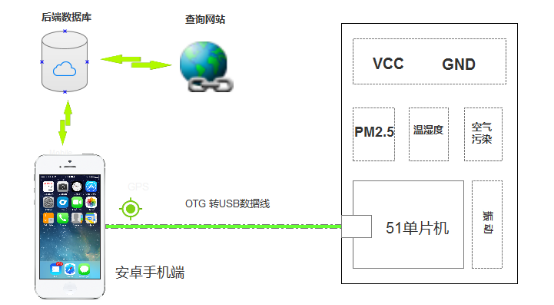 后端数据库
查询网站
VCC GND
PM2.5
温湿度
空气
污染
GPS
OTG 转USB数据线
51单片机
振动
安卓手机端